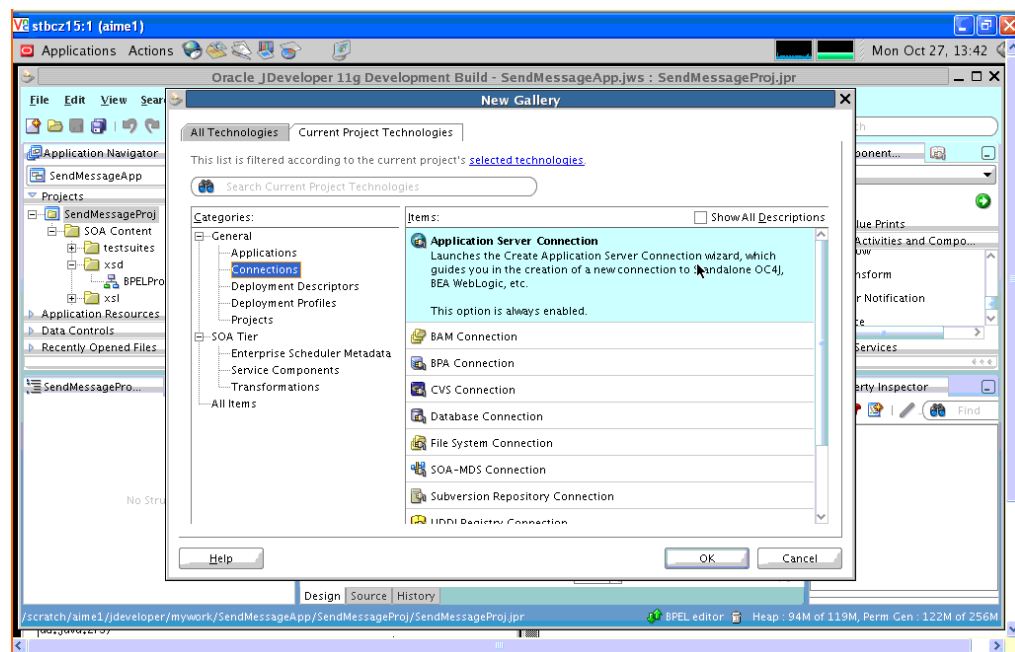 stbcz15:1 (aime1)
Applications Actions Mon Oct 27, 13:42
Oracle JDeveloper 11g Development Build - SendMessageApp.jws : SendMessageProj.jpr
File Edit View Sear
New Gallery
All Technologies Current Project Technologies
Application Navigator
This list is filtered according to the current project's selected technologies.
SendMessageApp
Search Current Project Technologies
Projects
SendMessageProj
SOA Content
testsuites
xsd
BPELPro
xsl
Application Resources
Data Controls
Recently Opened Files
SendMessagePro...
No Stru
Categories:
General
Applications
Connections
Deployment Descriptors
Deployment Profiles
Projects
SOA Tier
Enterprise Scheduler Metadata
Service Components
Transformations
All Items
Items: Show All Descriptions
Application Server Connection
Launches the Create Application Server Connection wizard, which
guides you in the creation of a new connection to Standalone OC4J,
BEA WebLogic, etc.
This option is always enabled.
BAM Connection
BPA Connection
CVS Connection
Database Connection
File System Connection
SOA-MDS Connection
Subversion Repository Connection
UDDI Registry Connection
Help OK Cancel
ponent...
lue Prints
Activities and Compo...
nsform
r Notification
ce
Services
erty Inspector
Find
Design Source History
/scratch/aime1/jdeveloper/mywork/SendMessageApp/SendMessageProj/SendMessageProj.jpr
BPEL editor Heap : 94M of 119M, Perm Gen : 122M of 256M